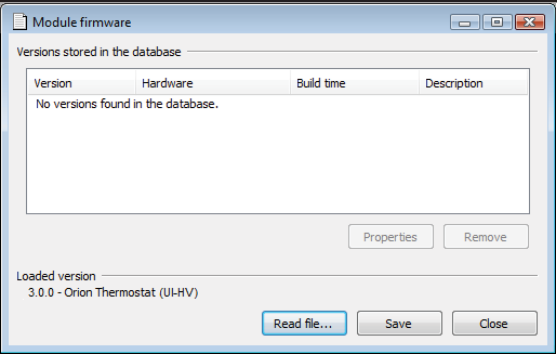 Module firmware
Versions stored in the database
Version Hardware Build time Description
No versions found in the database.
Properties Remove
Loaded version
3.0.0 - Orion Thermostat (UI-HV)
Read file... Save Close